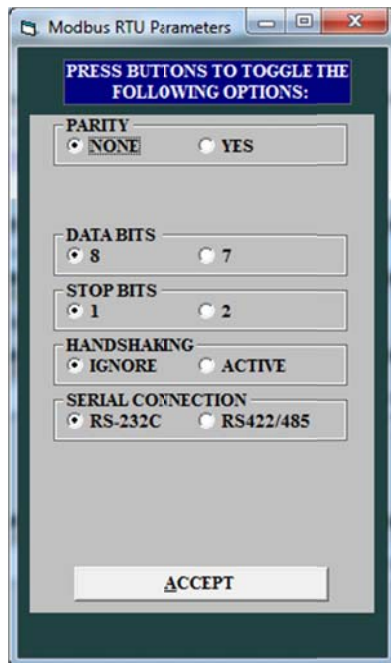 Modbus RTU Parameters
PRESS BUTTONS TO TOGGLE THE
FOLLOWING OPTIONS:
PARITY
NONE YES
DATA BITS
8 7
STOP BITS
1 2
HANDSHAKING
IGNORE ACTIVE
SERIAL CONNECTION
RS-232C RS422/485
ACCEPT